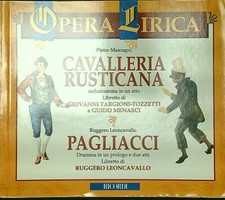 OPERA LIRICA
Pietro Mascagni
CAVALLERIA
RUSTICANA
melodramma in un atto
Libretto di
GIOVANNI TARGIONI-TOZZETTI
e GUIDO MENASCI
Ruggero Leoncavallo
PAGLIACCI
Dramma in un prologo e due atti
Libretto di
RUGGERO LEONCAVALLO
RICORDI